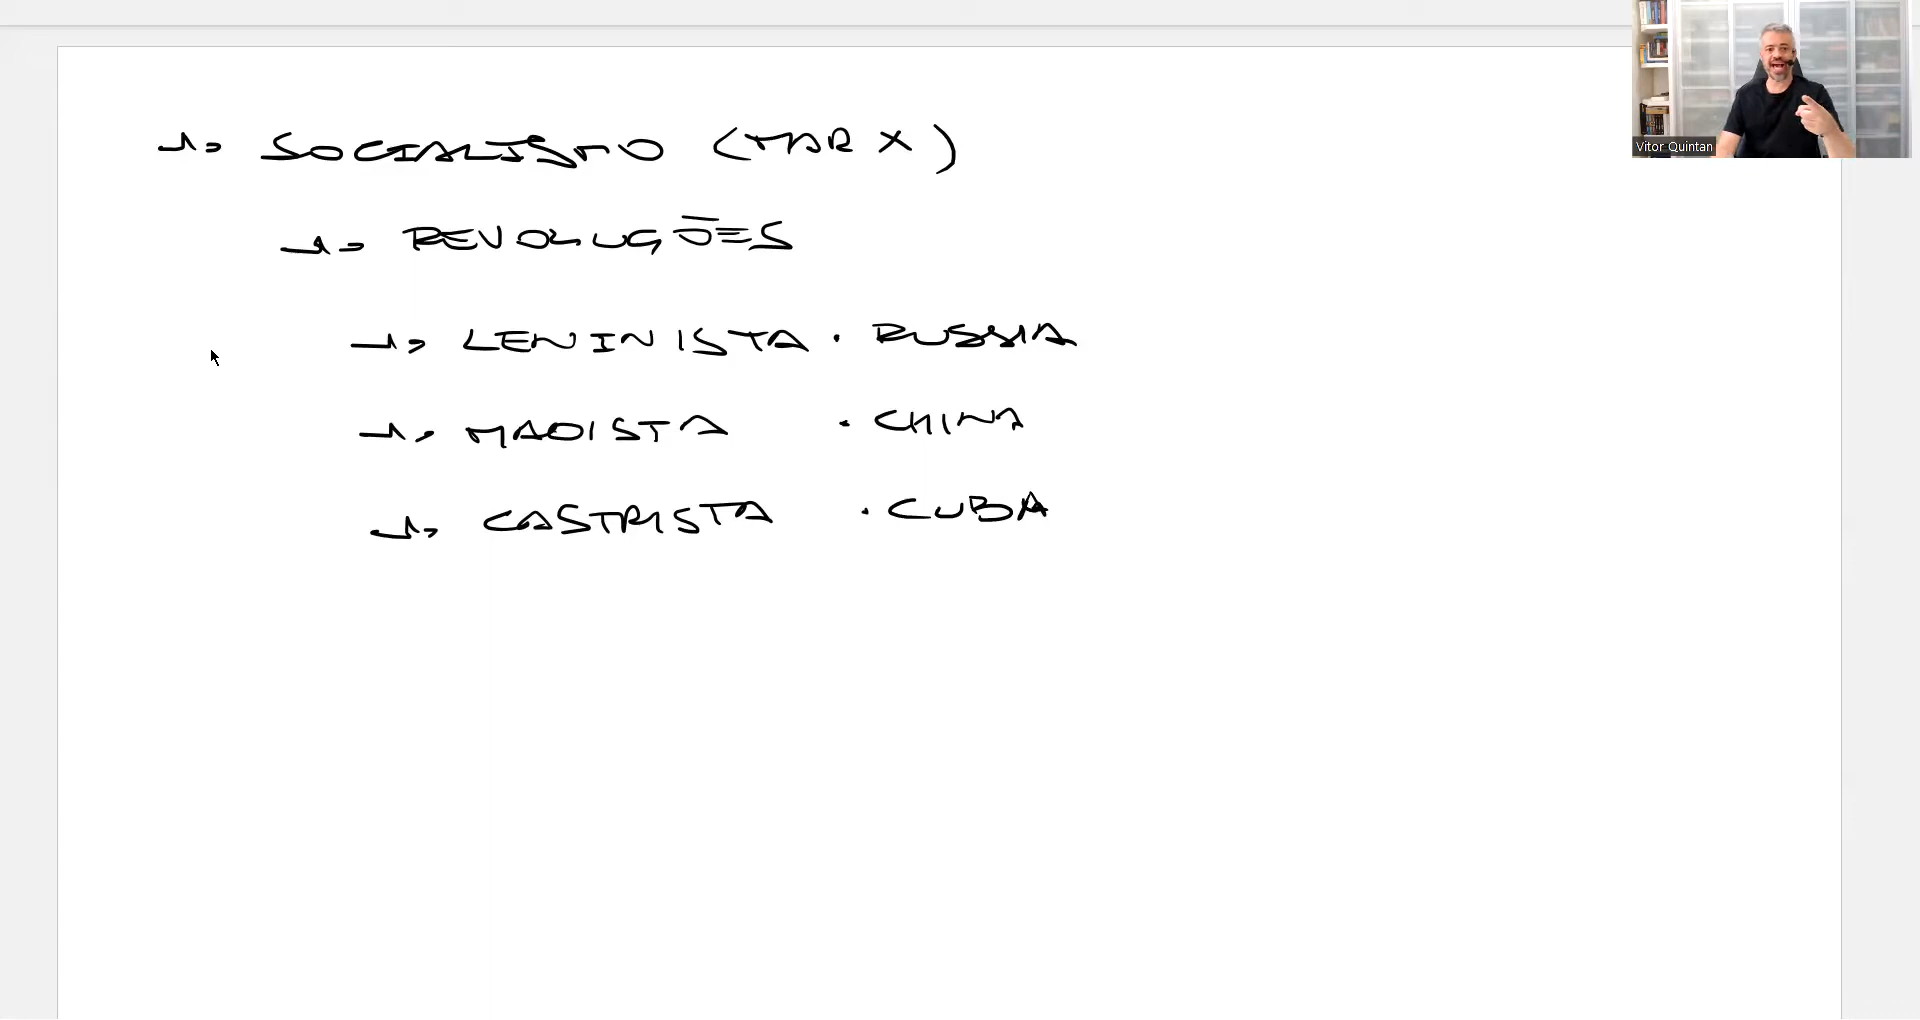 Vitor Quintan
→ SOCIALISMO (MARX)
→ REVOLUÇÕES
→ LENINISTA · RUSSIA
→ MAOISTA · CHINA
→ CASTRISTA · CUBA